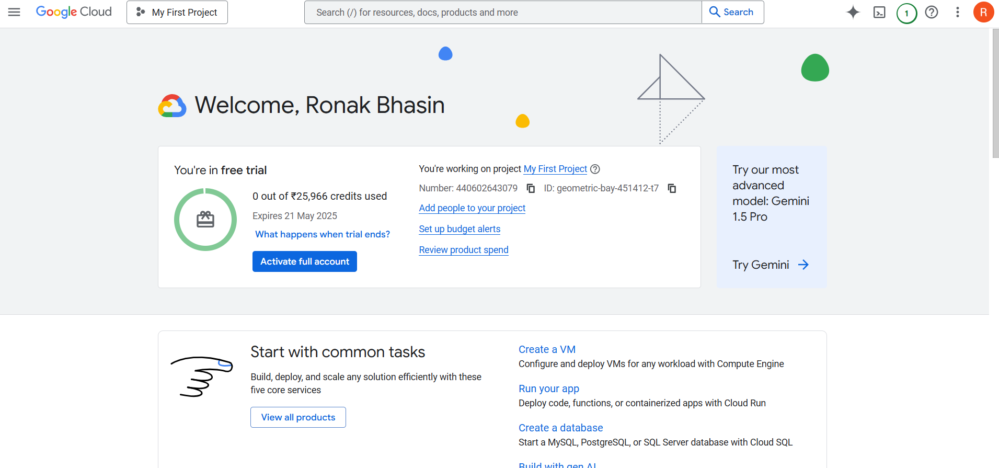 Google Cloud
My First Project
Search (/) for resources, docs, products and more
Search
1
R
Welcome, Ronak Bhasin
You're in free trial
0 out of ₹25,966 credits used
Expires 21 May 2025
What happens when trial ends?
Activate full account
You're working on project My First Project
Number: 440602643079 ID: geometric-bay-451412-t7
Add people to your project
Set up budget alerts
Review product spend
Try our most
advanced
model: Gemini
1.5 Pro
Try Gemini
Start with common tasks
Build, deploy, and scale any solution efficiently with these
five core services
View all products
Create a VM
Configure and deploy VMs for any workload with Compute Engine
Run your app
Deploy code, functions, or containerized apps with Cloud Run
Create a database
Start a MySQL, PostgreSQL, or SQL Server database with Cloud SQL
Build with gen AI